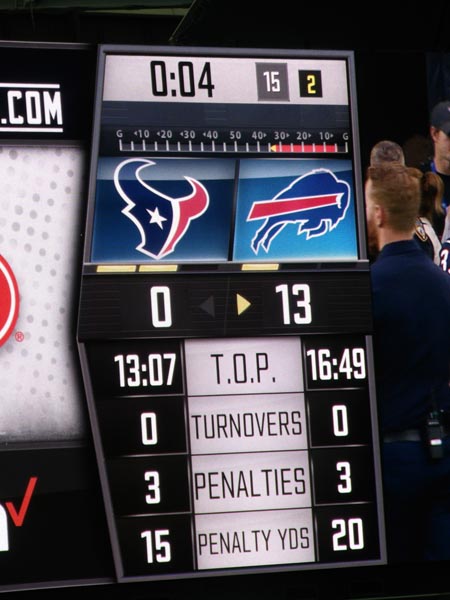 0:04 15 2
.COM
G 10 20 30 40 50 40 30 20 10 G
0 13
13:07 T.O.P. 16:49
0 TURNOVERS 0
3 PENALTIES 3
15 PENALTY YDS 20
®